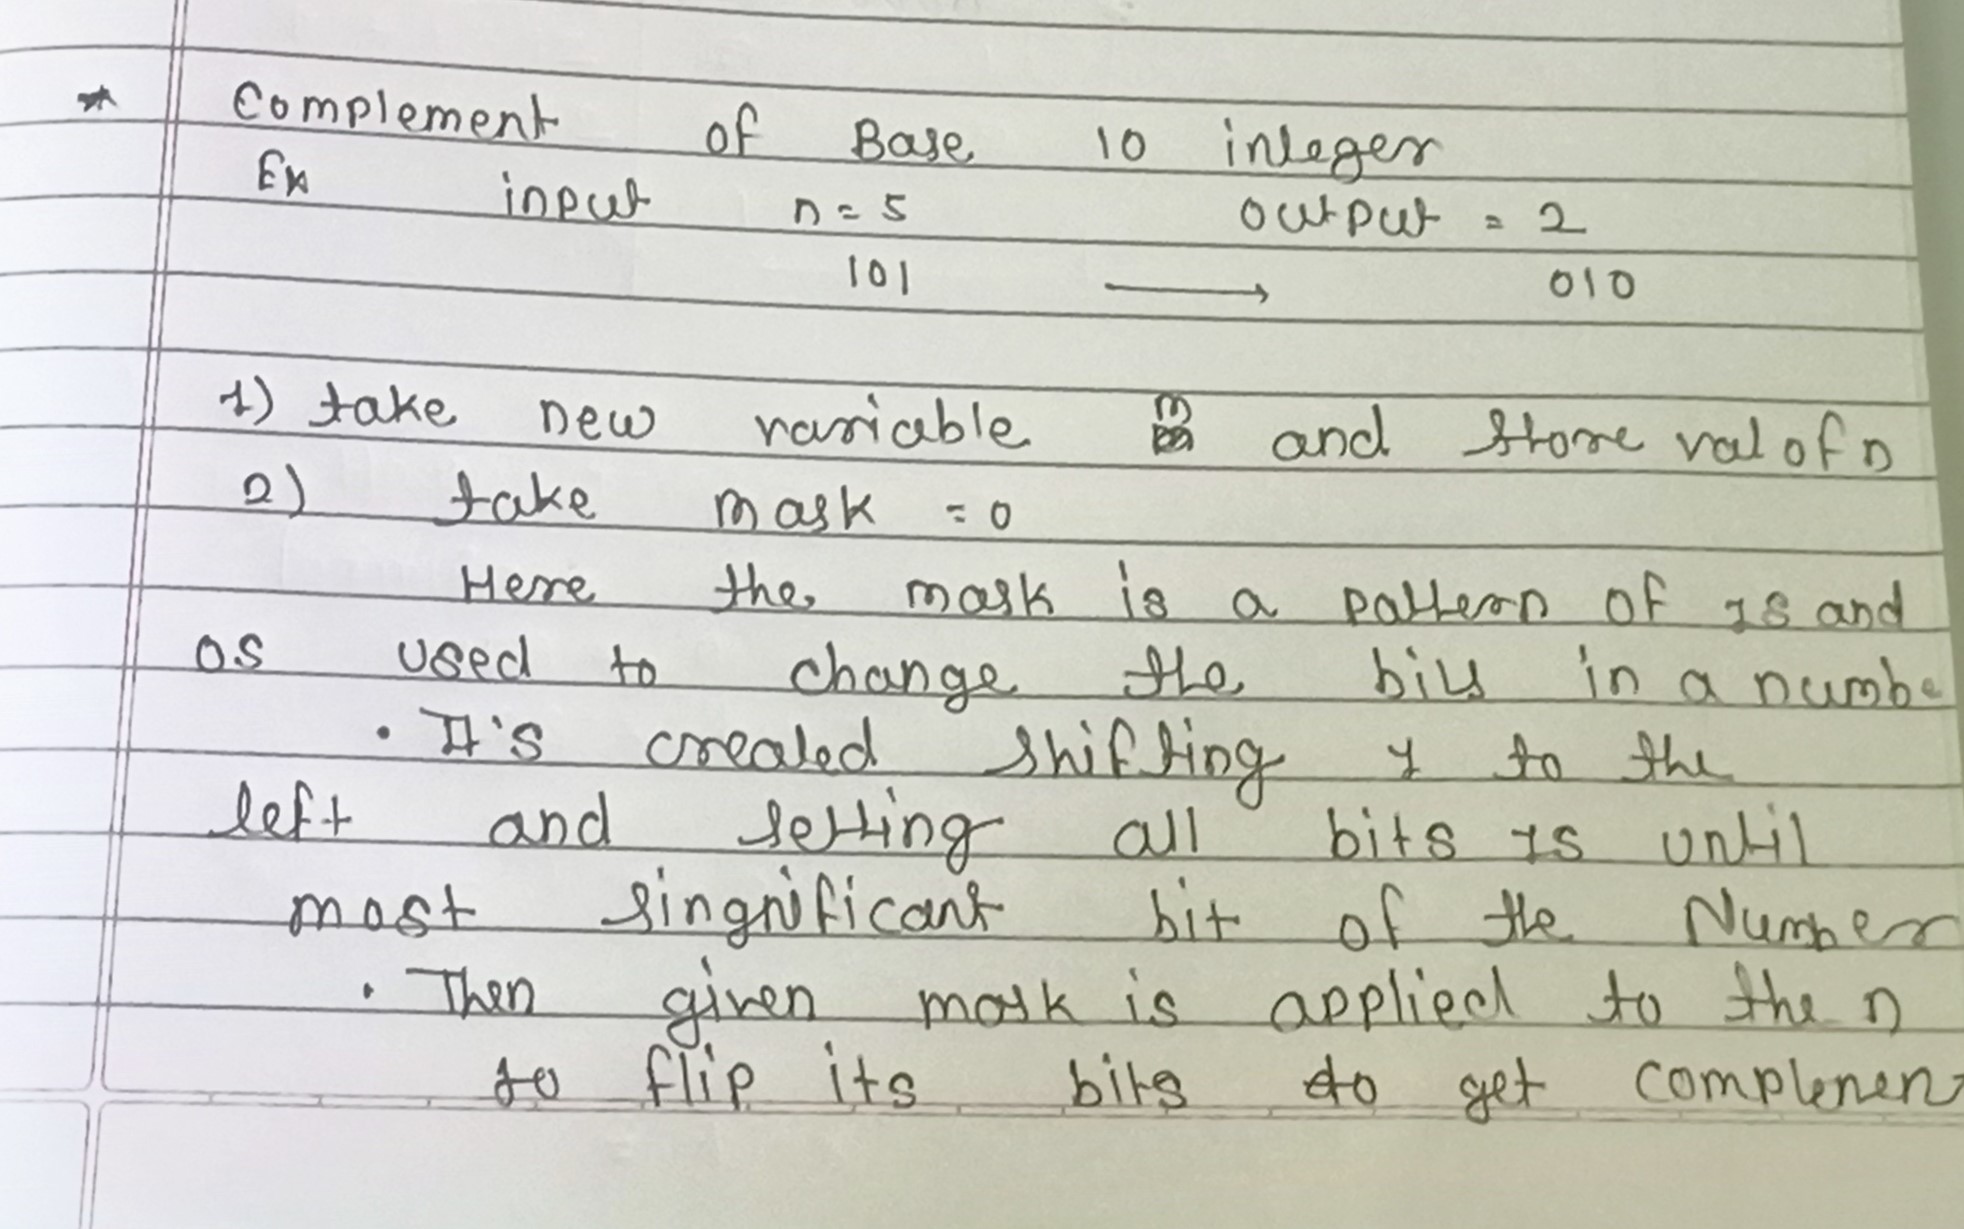 * Complement of Base 10 integer
Ex input n = 5 output = 2
101 → 010
1) take new variable m and store val of n
2) take mask = 0
Here the mask is a pattern of 1s and
0s used to change the bits in a numbe
• It's created shifting 1 to the
left and setting all bits 1s until
most singnificant bit of the Number
• Then given mask is applied to the n
to flip its bits to get complemen